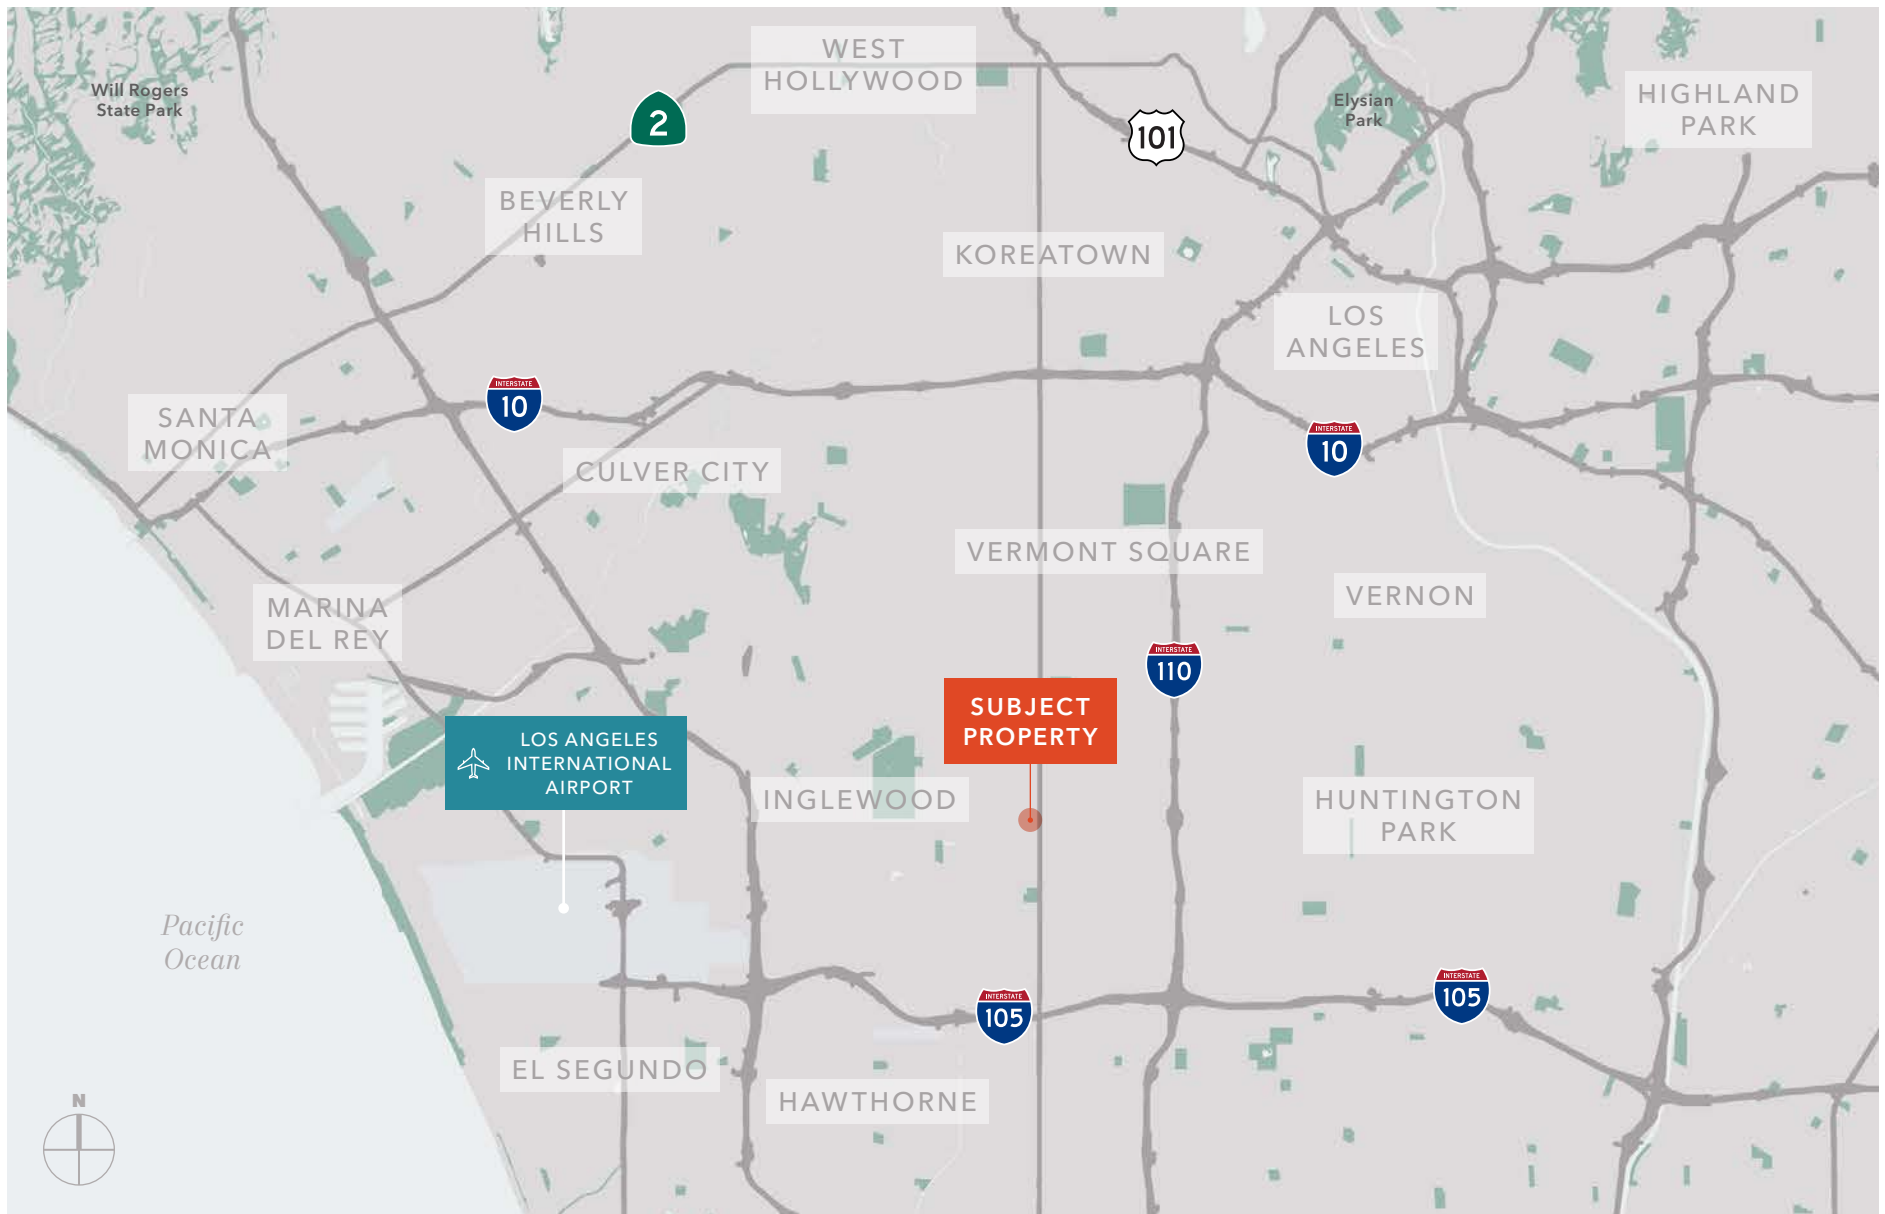 WEST
HOLLYWOOD
Will Rogers
State Park
2
101
Elysian
Park
HIGHLAND
PARK
BEVERLY
HILLS
KOREATOWN
LOS
ANGELES
INTERSTATE
10
SANTA
MONICA
INTERSTATE
10
CULVER CITY
VERMONT SQUARE
VERNON
MARINA
DEL REY
INTERSTATE
110
SUBJECT
PROPERTY
LOS ANGELES
INTERNATIONAL
AIRPORT
INGLEWOOD
HUNTINGTON
PARK
Pacific
Ocean
INTERSTATE
105
INTERSTATE
105
EL SEGUNDO
HAWTHORNE
N